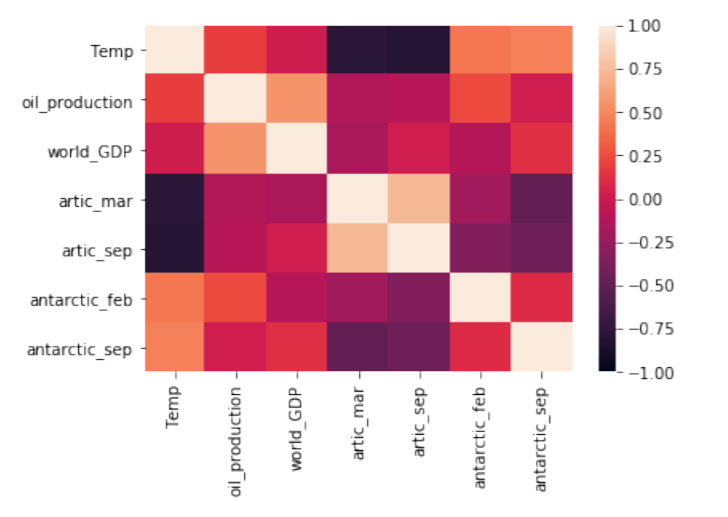 Temp
oil_production
world_GDP
artic_mar
artic_sep
antarctic_feb
antarctic_sep
Temp
oil_production
world_GDP
artic_mar
artic_sep
antarctic_feb
antarctic_sep
1.00
0.75
0.50
0.25
0.00
−0.25
−0.50
−0.75
−1.00